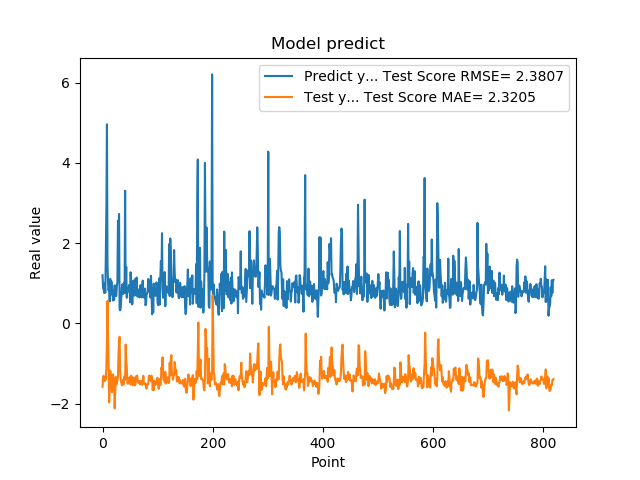 Model predict
Predict y... Test Score RMSE= 2.3807
Test y... Test Score MAE= 2.3205
Real value
6
4
2
0
−2
0 200 400 600 800
Point